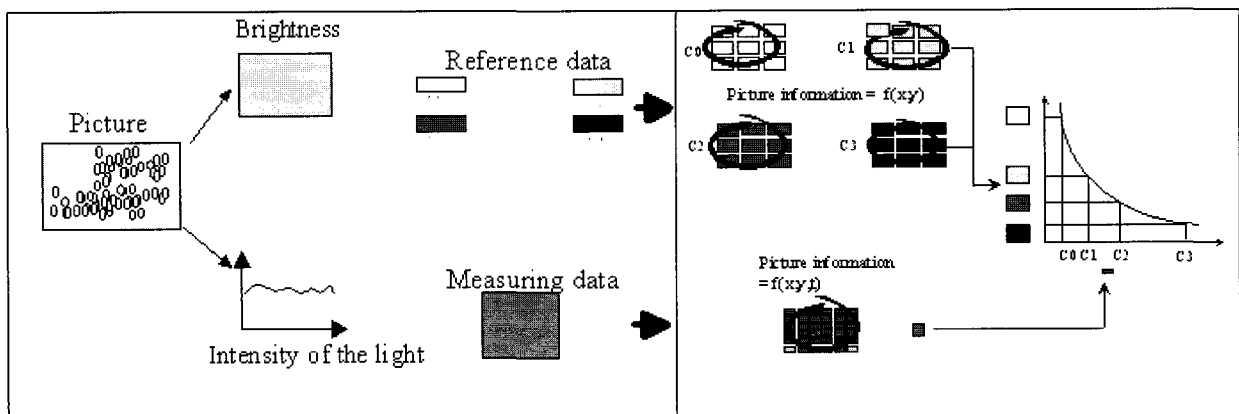 Brightness
Picture
Reference data
Intensity of the light
Measuring data
C0
C1
Picture information = f(xy)
C2
C3
C0 C1 C2 C3
Picture information
=f(xy,t)